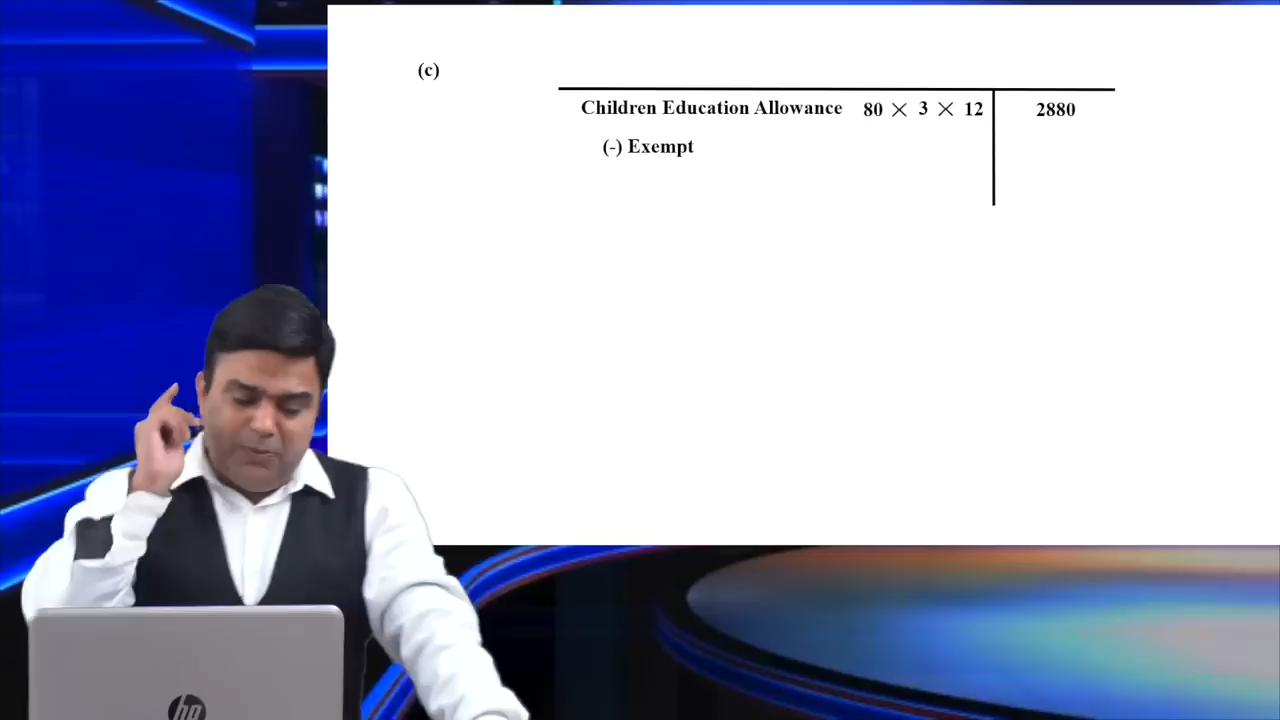 (c)
Children Education Allowance 80 × 3 × 12 2880
(-) Exempt
hp